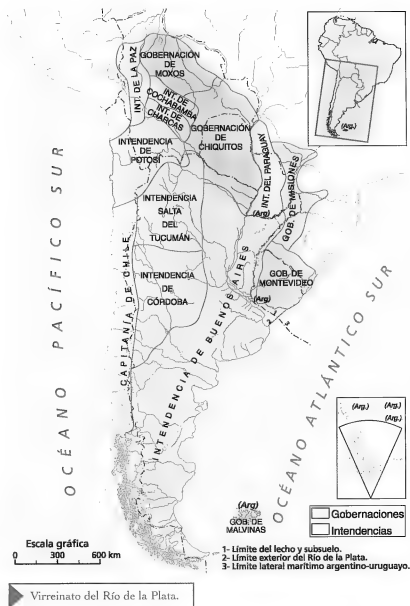 INT. DE LA PAZ
GOBERNACIÓN
DE
MOXOS
INT. DE
COCHABAMBA
INT. DE
CHARCAS
GOBERNACIÓN
DE
CHIQUITOS
INTENDENCIA
DE
POTOSÍ
INT. DEL PARAGUAY
GOB. DE MISIONES
(Arg)
INTENDENCIA
SALTA
DEL
TUCUMÁN
INTENDENCIA
DE
CÓRDOBA
GOB. DE
MONTEVIDEO
(Arg)
CAPITANÍA DE CHILE
INTENDENCIA DE BUENOS AIRES
OCÉANO PACÍFICO SUR
OCÉANO ATLÁNTICO SUR
1
2
3
(Arg.)
(Arg.)
(Arg.)
(Arg.)
(Arg)
GOB. DE
MALVINAS
Gobernaciones
Intendencias
Escala gráfica
0 300 600 km
1- Límite del lecho y subsuelo.
2- Límite exterior del Río de la Plata.
3- Límite lateral marítimo argentino-uruguayo.
Virreinato del Río de la Plata.